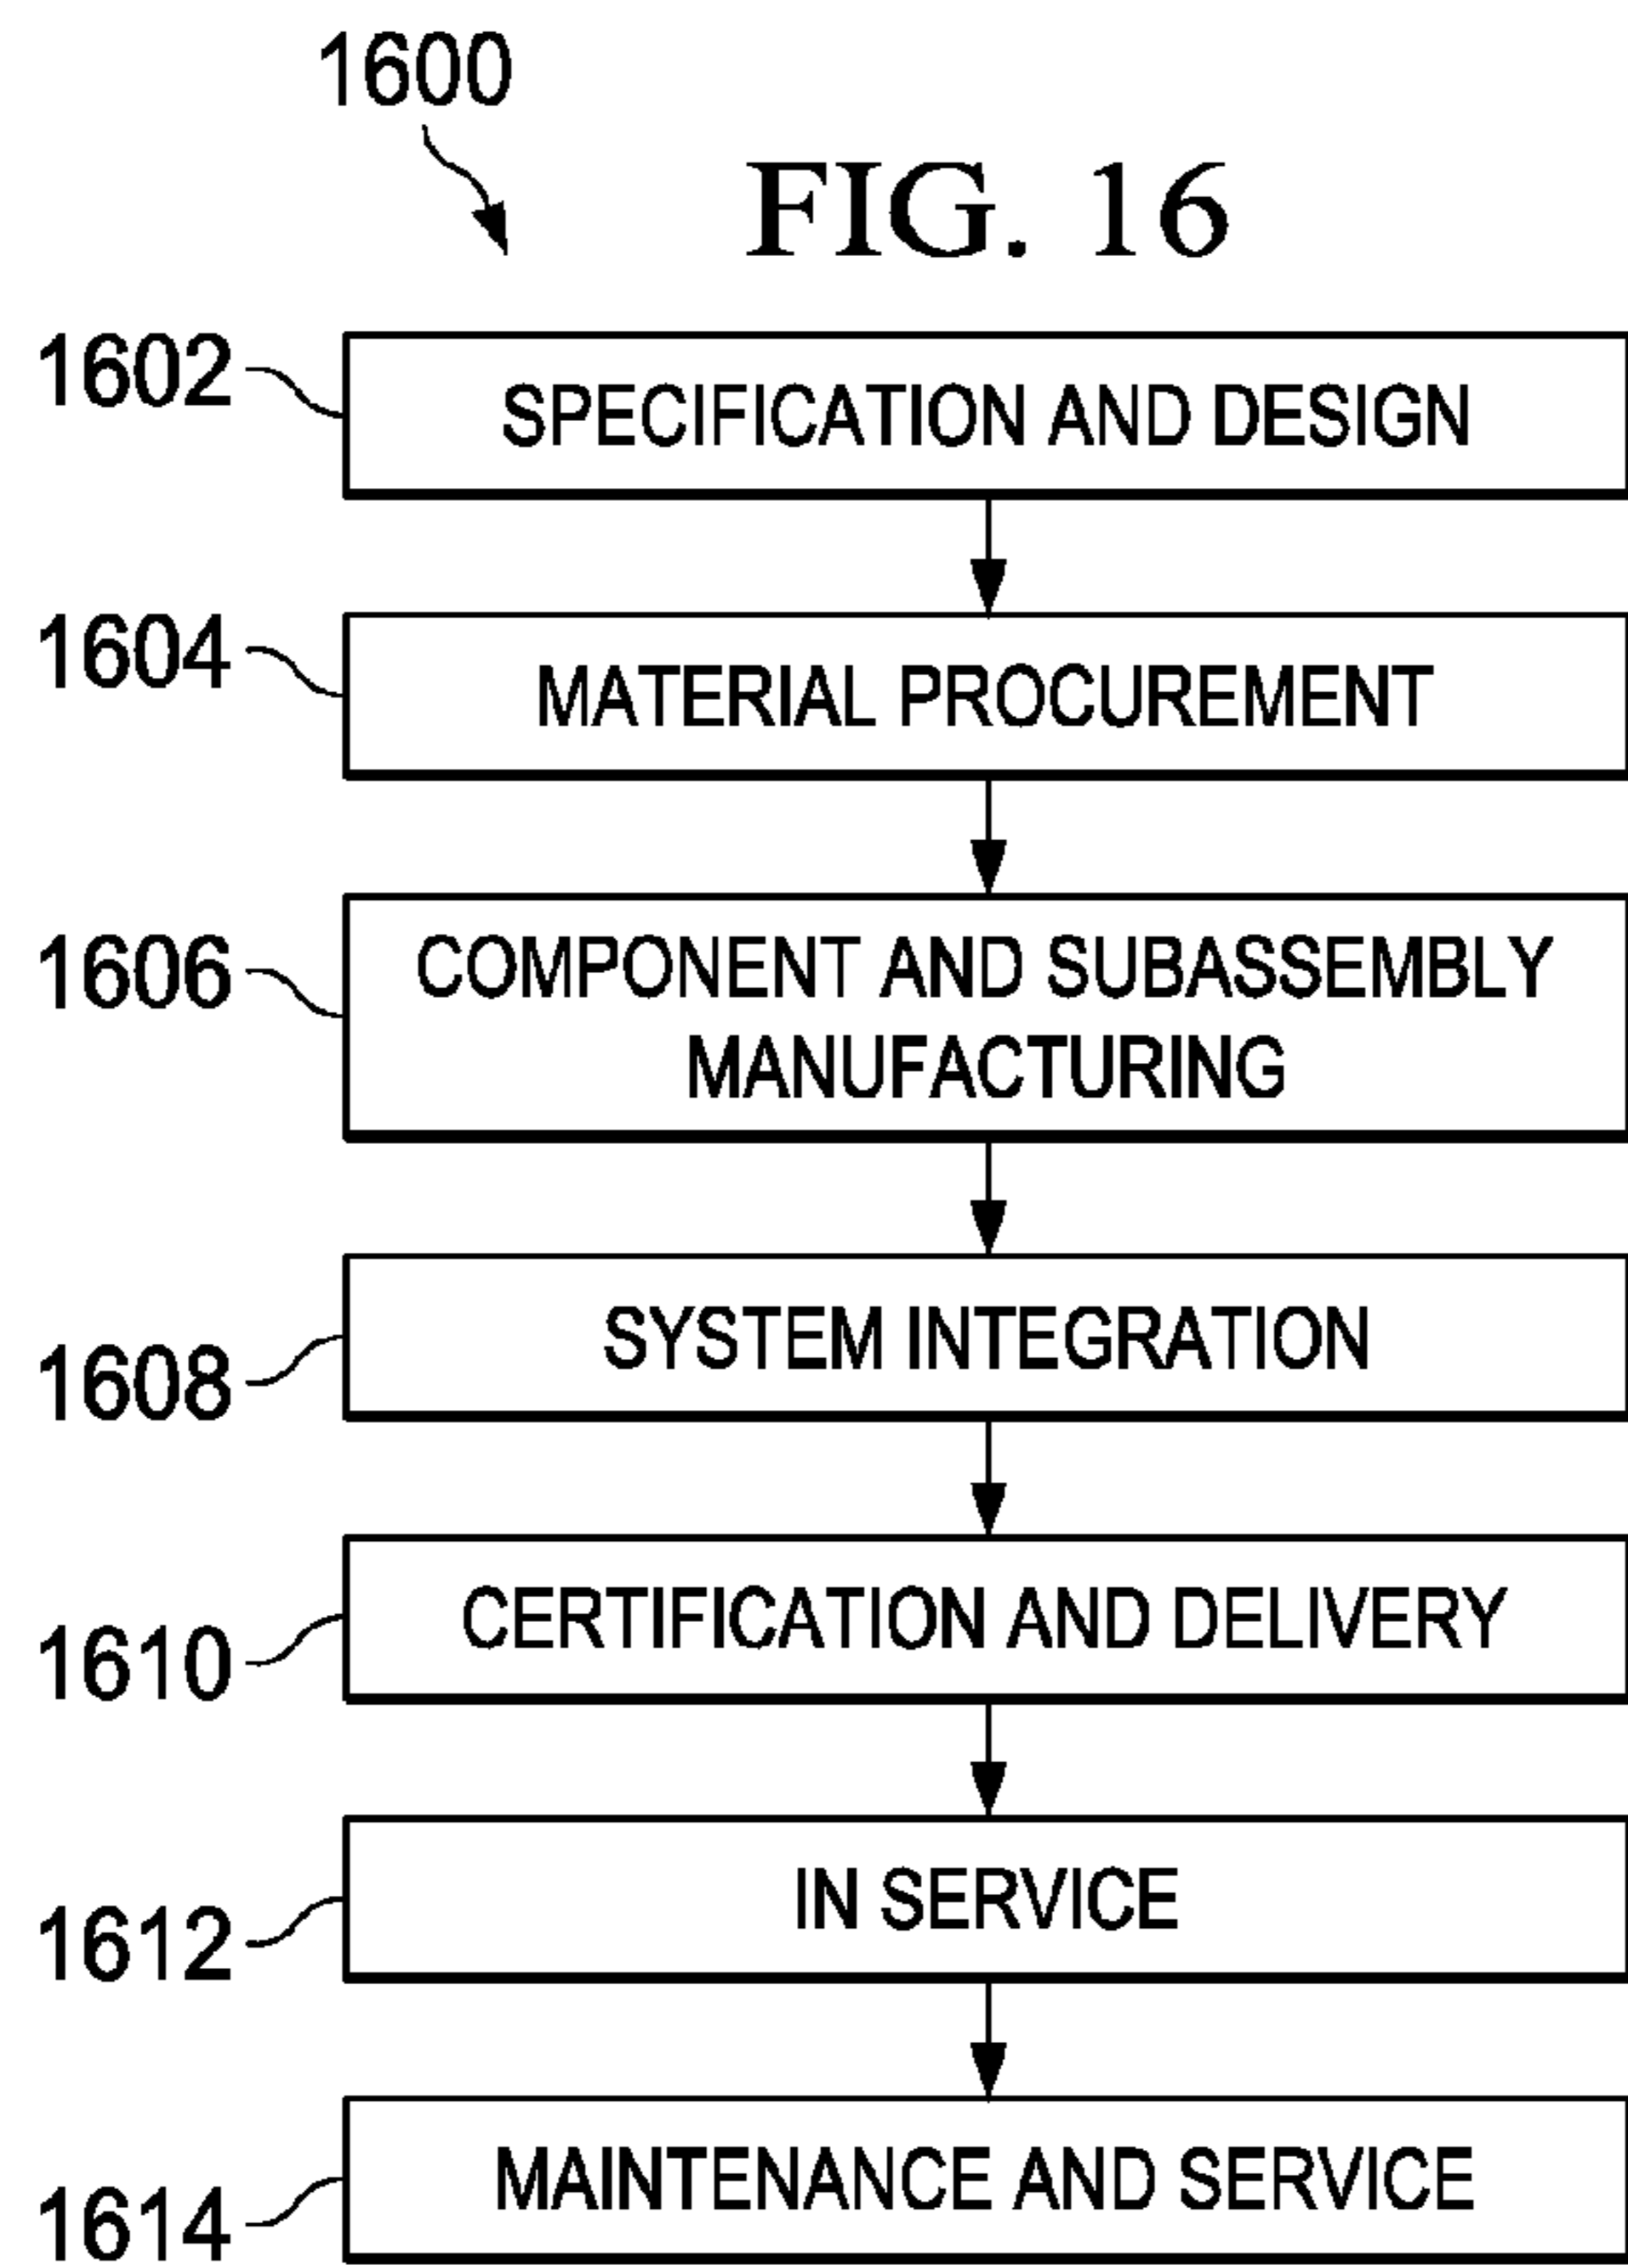 1600
FIG. 16
1602
SPECIFICATION AND DESIGN
1604
MATERIAL PROCUREMENT
1606
COMPONENT AND SUBASSEMBLY
MANUFACTURING
1608
SYSTEM INTEGRATION
1610
CERTIFICATION AND DELIVERY
1612
IN SERVICE
1614
MAINTENANCE AND SERVICE